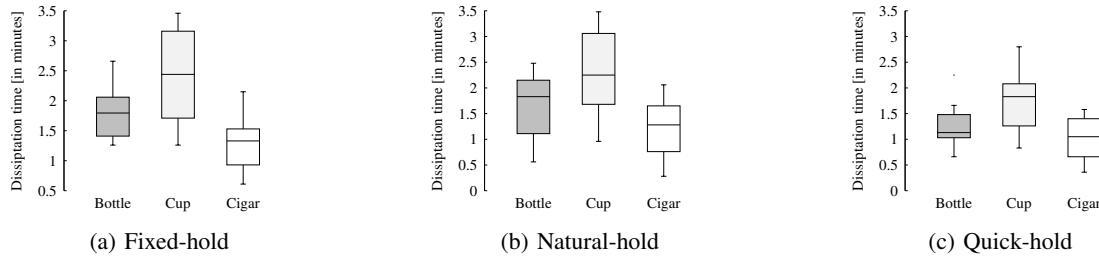 Dissiptation time [in minutes]
3.5
3
2.5
2
1.5
1
0.5
Bottle Cup Cigar
(a) Fixed-hold
Dissiptation time [in minutes]
3.5
3
2.5
2
1.5
1
0.5
0
Bottle Cup Cigar
(b) Natural-hold
Dissiptation time [in minutes]
3.5
3
2.5
2
1.5
1
0.5
0
Bottle Cup Cigar
(c) Quick-hold